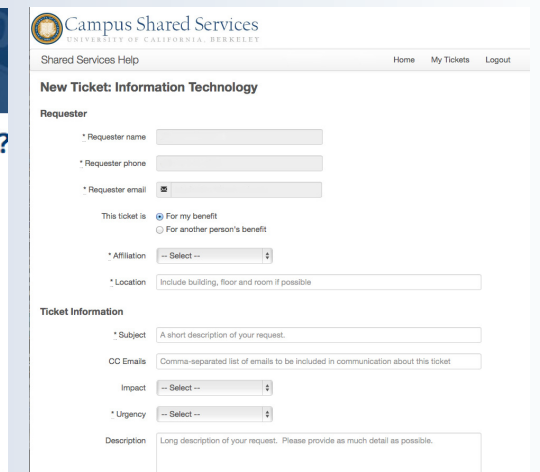 Campus Shared Services
UNIVERSITY OF CALIFORNIA, BERKELEY
Shared Services Help Home My Tickets Logout
New Ticket: Information Technology
?
Requester
* Requester name
* Requester phone
* Requester email
This ticket is For my benefit
For another person's benefit
* Affiliation -- Select --
* Location Include building, floor and room if possible
Ticket Information
* Subject A short description of your request.
CC Emails Comma-separated list of emails to be included in communication about this ticket
Impact -- Select --
* Urgency -- Select --
Description Long description of your request. Please provide as much detail as possible.